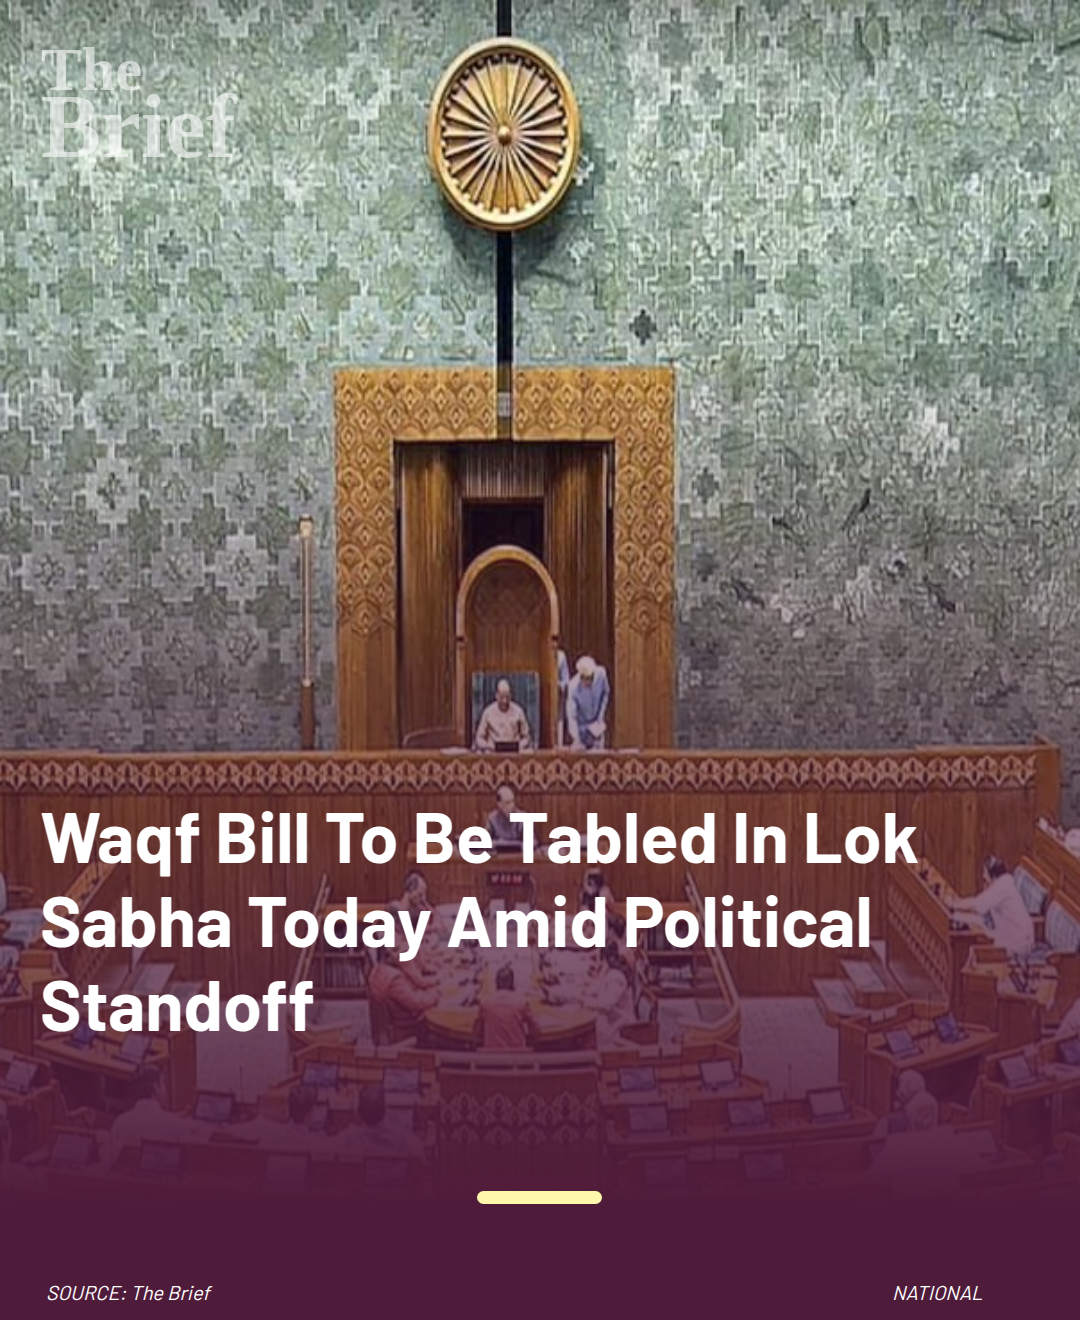 The
Brief
Waqf Bill To Be Tabled In Lok
Sabha Today Amid Political
Standoff
SOURCE: The Brief
NATIONAL